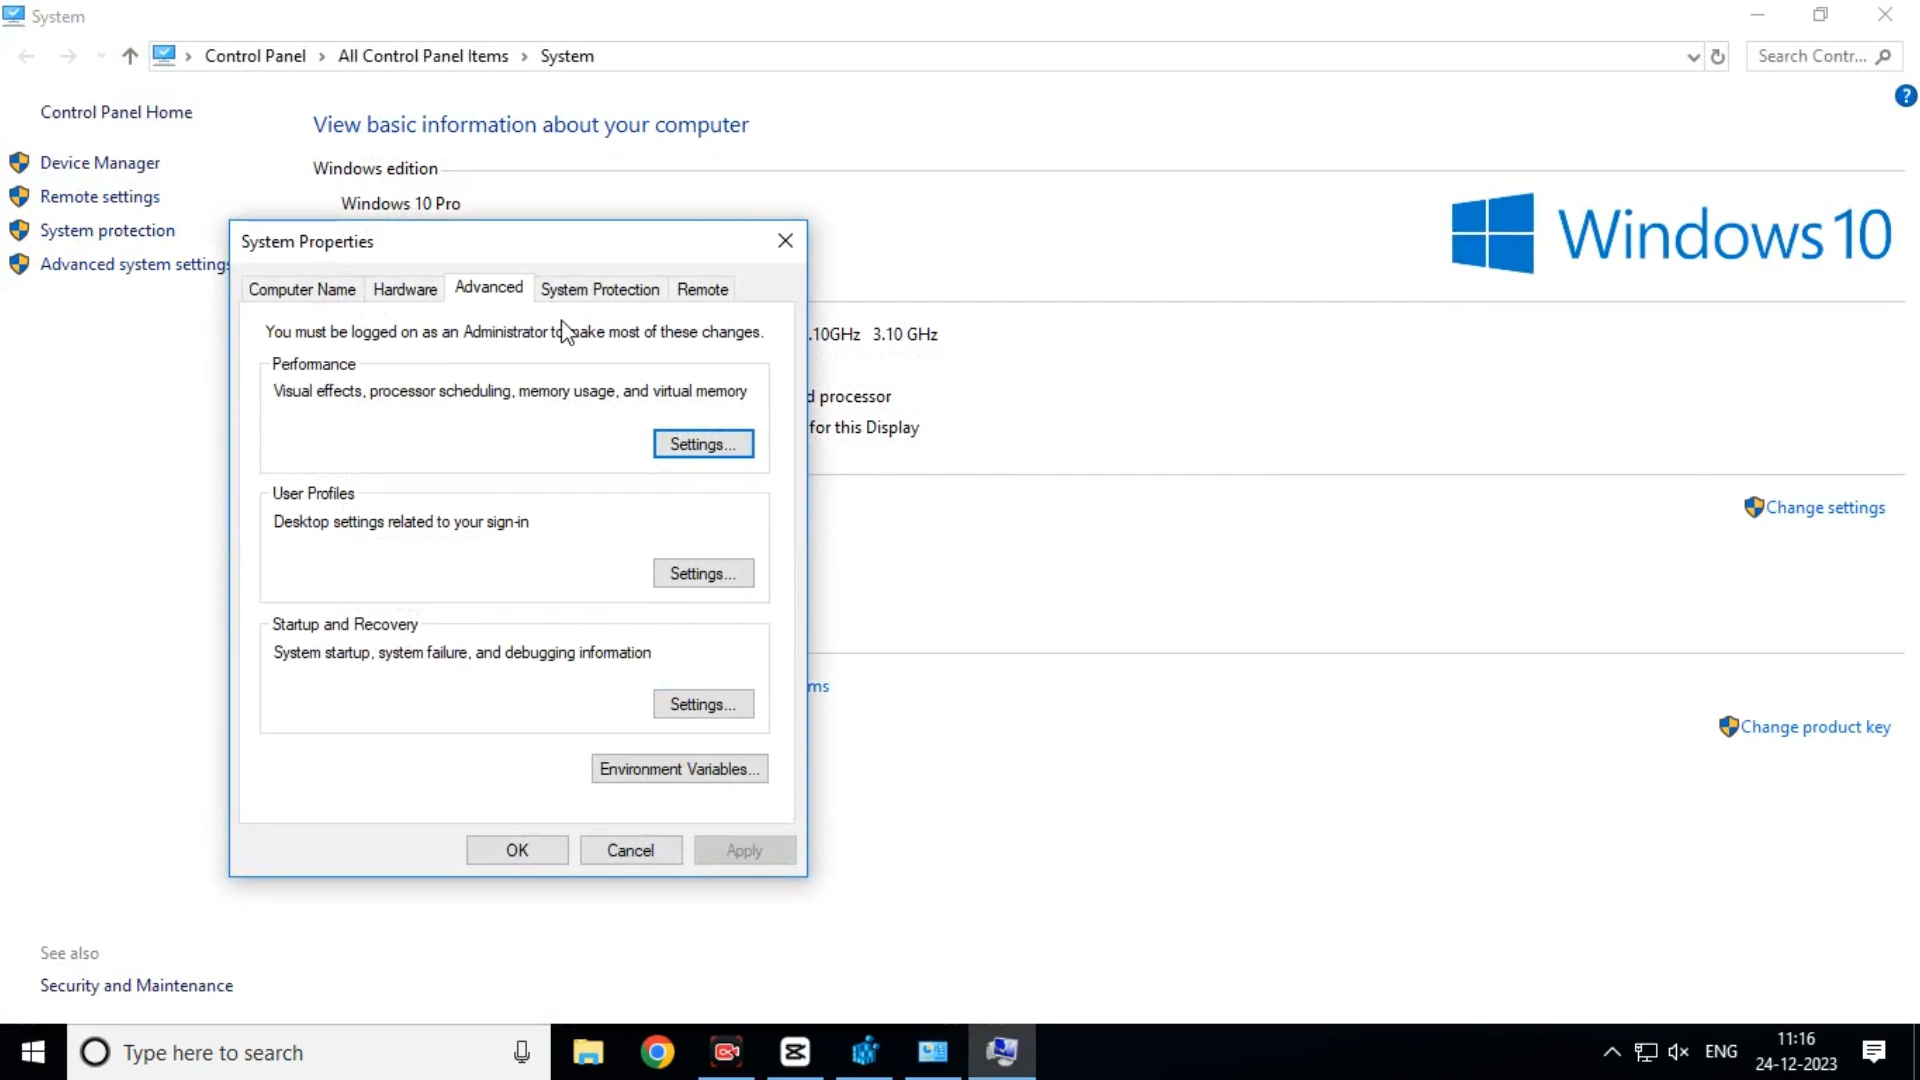 System
Control Panel › All Control Panel Items › System
Search Contr...
Control Panel Home
Device Manager
Remote settings
System protection
Advanced system settings
View basic information about your computer
Windows edition
Windows 10 Pro
Windows 10
System Properties
Computer Name
Hardware
Advanced
System Protection
Remote
You must be logged on as an Administrator to make most of these changes.
Performance
Visual effects, processor scheduling, memory usage, and virtual memory
Settings...
User Profiles
Desktop settings related to your sign-in
Settings...
Startup and Recovery
System startup, system failure, and debugging information
Settings...
Environment Variables...
OK
Cancel
Apply
.10GHz 3.10 GHz
d processor
for this Display
Change settings
ms
Change product key
See also
Security and Maintenance
Type here to search
ENG
11:16
24-12-2023